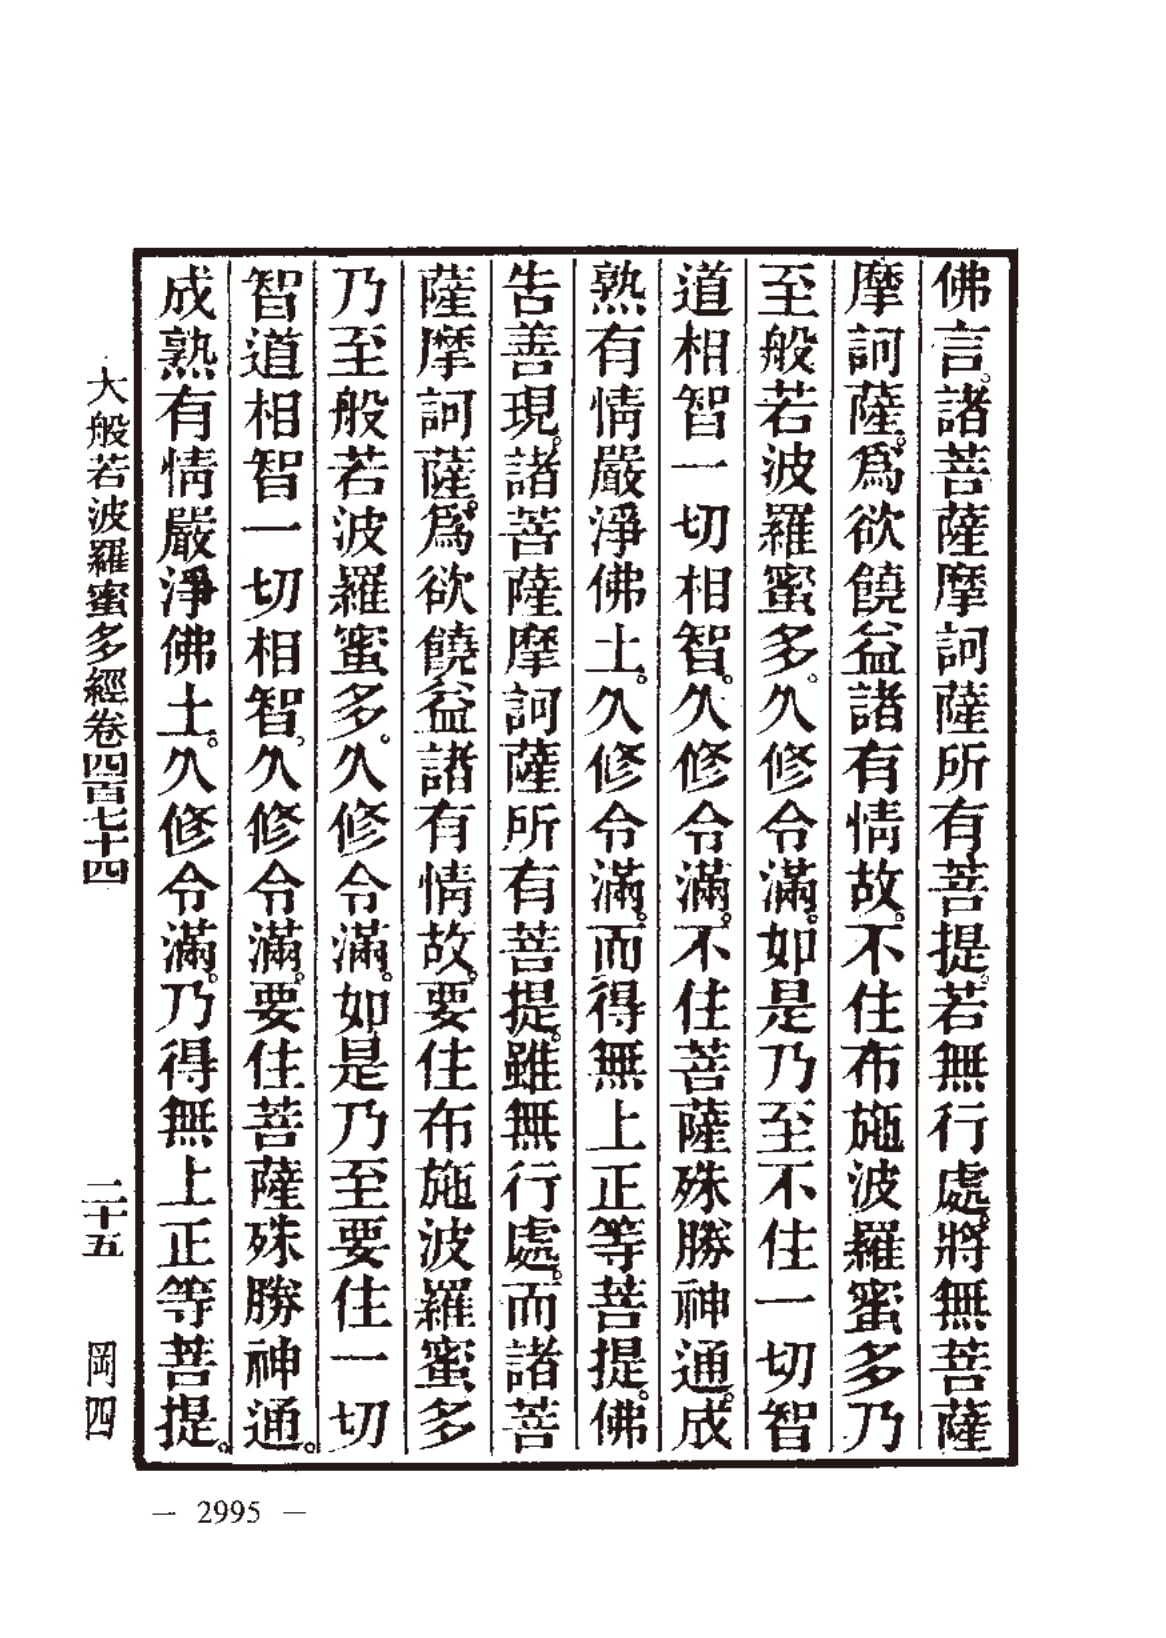 佛言。諸菩薩摩訶薩所有菩提。若無行處。將無菩薩
摩訶薩。爲欲饒益諸有情故。不住布施波羅蜜多乃
至般若波羅蜜多。久修令滿。如是乃至不住一切智
道相智一切相智。久修令滿。不住菩薩殊勝神通。成
熟有情嚴淨佛土。久修令滿。而得無上正等菩提。佛
告善現。諸菩薩摩訶薩所有菩提。雖無行處。而諸菩
薩摩訶薩。爲欲饒益諸有情故。要住布施波羅蜜多
乃至般若波羅蜜多。久修令滿。如是乃至要住一切
智道相智一切相智。久修令滿。要住菩薩殊勝神通。
成熟有情嚴淨佛土。久修令滿。乃得無上正等菩提。
大般若波羅蜜多經卷四百七十四 二十五 岡四
— 2995 —